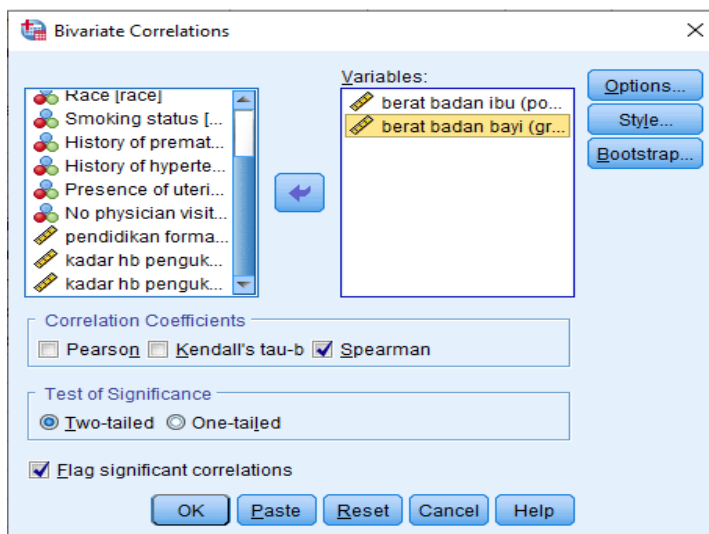 Bivariate Correlations
Race [race]
Smoking status [...
History of premat...
History of hyperte...
Presence of uteri...
No physician visit...
pendidikan forma...
kadar hb penguk...
kadar hb penguk...
Variables:
berat badan ibu (po...
berat badan bayi (gr...
Options...
Style...
Bootstrap...
Correlation Coefficients
Pearson Kendall's tau-b Spearman
Test of Significance
Two-tailed One-tailed
Flag significant correlations
OK Paste Reset Cancel Help